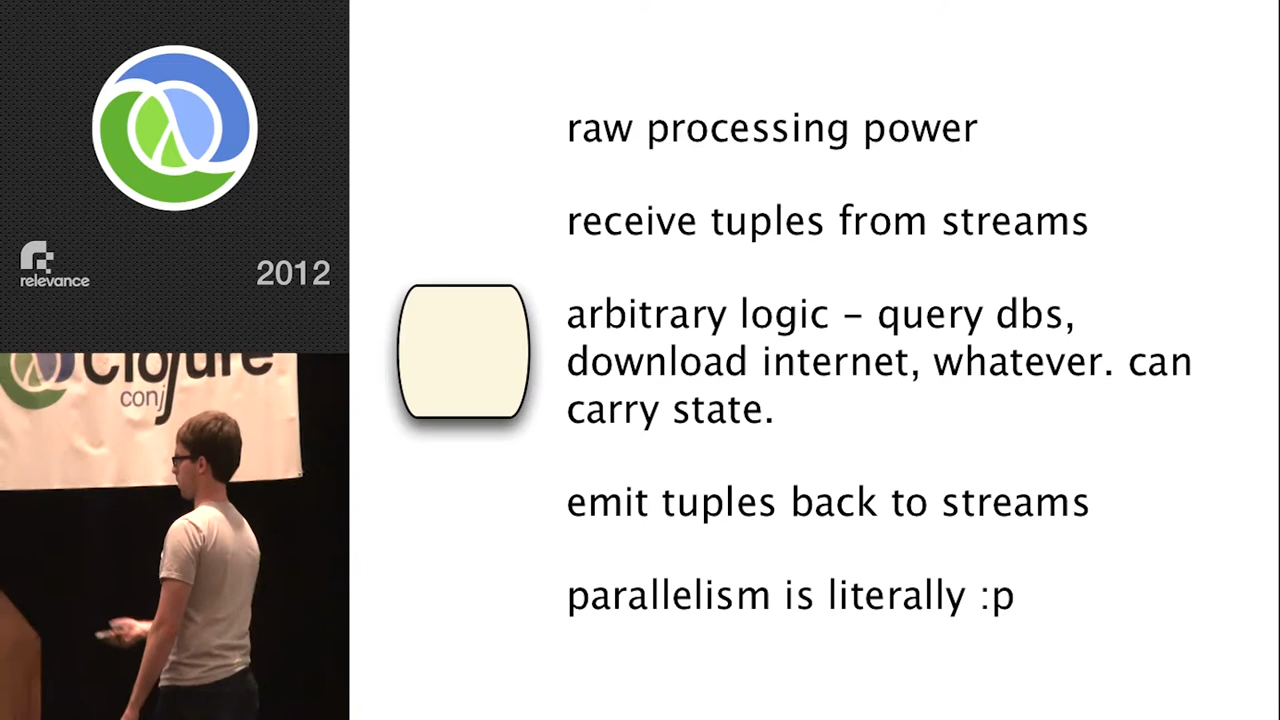 relevance
2012
Clojure
conj
raw processing power
receive tuples from streams
arbitrary logic – query dbs,
download internet, whatever. can
carry state.
emit tuples back to streams
parallelism is literally :p